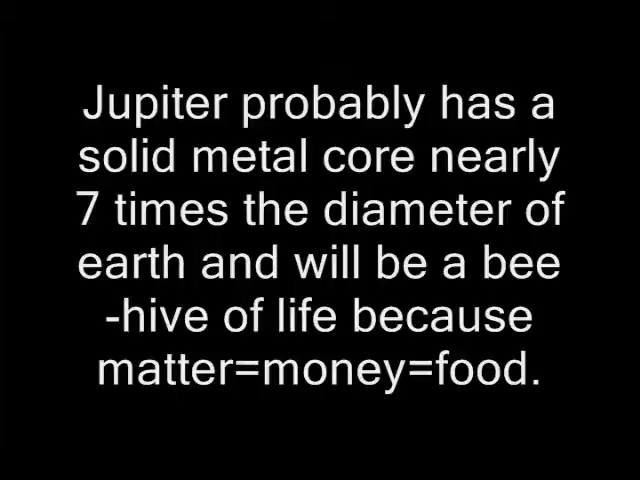 Jupiter probably has a
solid metal core nearly
7 times the diameter of
earth and will be a bee
-hive of life because
matter=money=food.